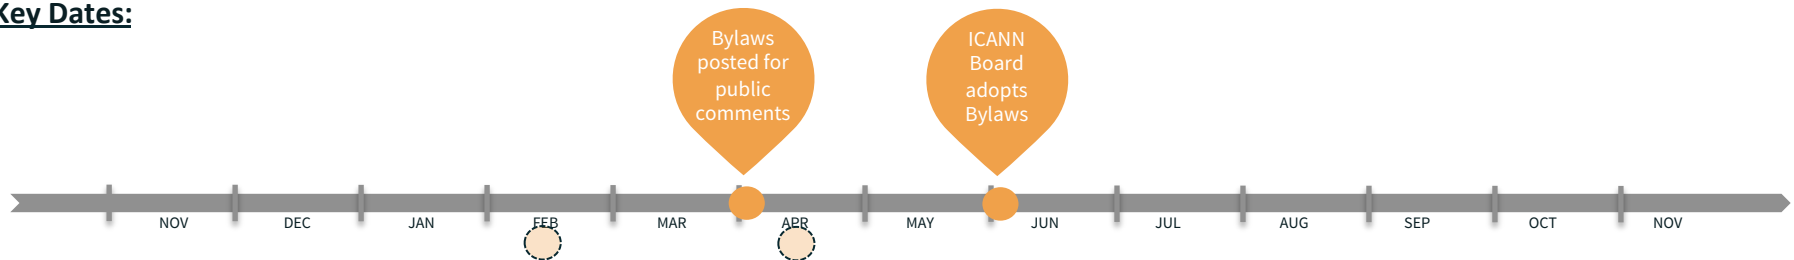 Key Dates:
Bylaws
posted for
public
comments
ICANN
Board
adopts
Bylaws
NOV DEC JAN FEB MAR APR MAY JUN JUL AUG SEP OCT NOV